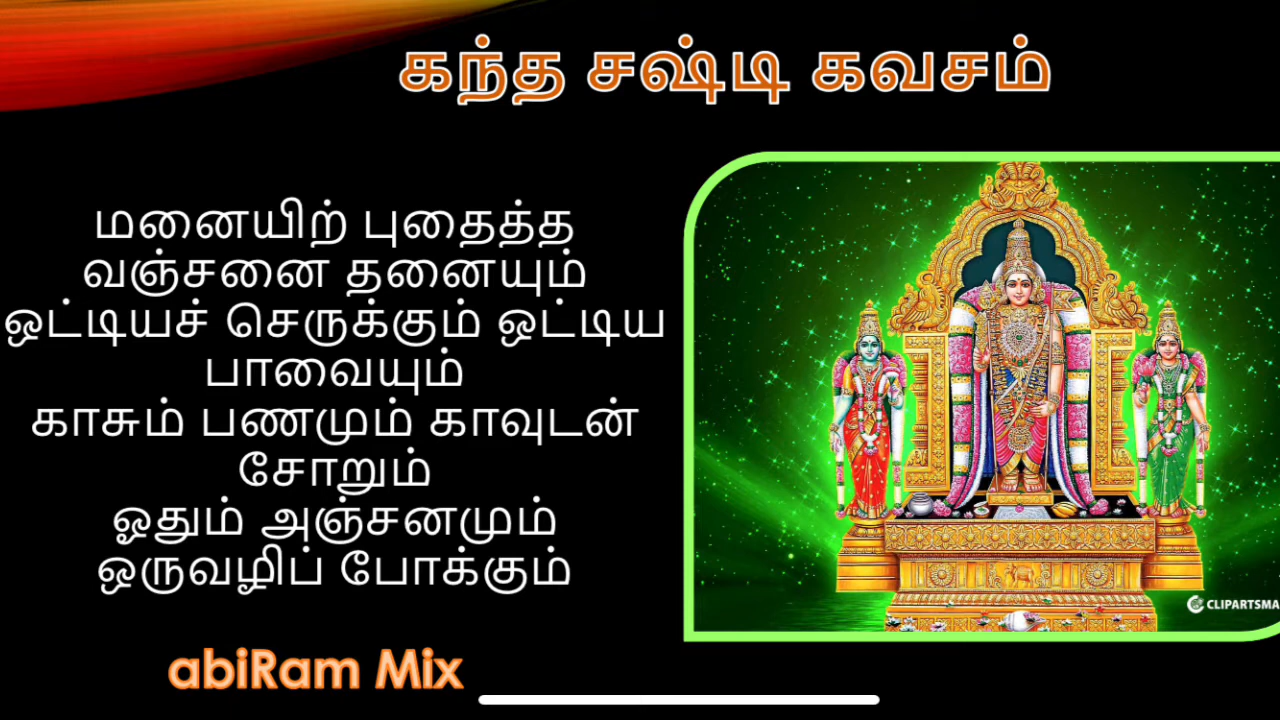 கந்த சஷ்டி கவசம்
மனையிற் புதைத்த
வஞ்சனை தனையும்
ஒட்டியச் செருக்கும் ஒட்டிய
பாவையும்
காசும் பணமும் காவுடன்
சோறும்
ஓதும் அஞ்சனமும்
ஒருவழிப் போக்கும்
CLIPARTSMA
abiRam Mix